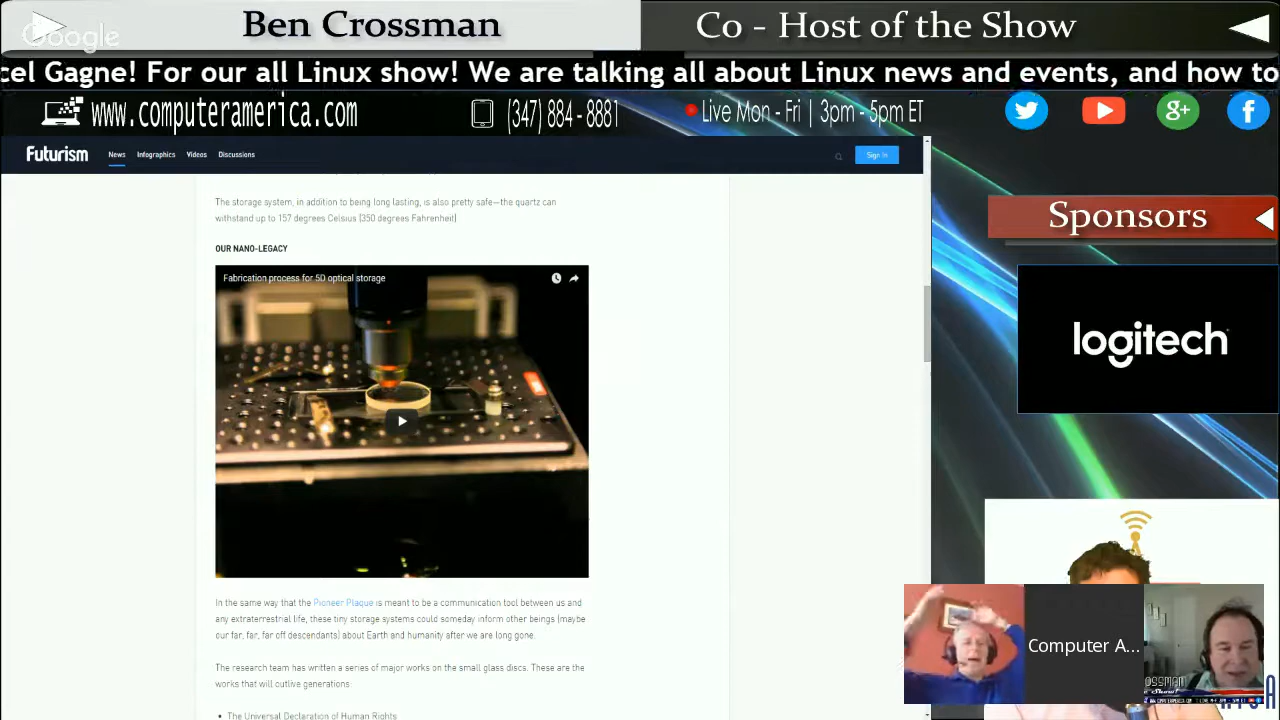 Google
Ben Crossman
Co - Host of the Show
cel Gagne! For our all Linux show! We are talking all about Linux news and events, and how to
www.computeramerica.com
(347) 884 - 8881
Live Mon - Fri | 3pm - 5pm ET
Futurism
News
Infographics
Videos
Discussions
Sign In
The storage system, in addition to being long lasting, is also pretty safe—the quartz can
withstand up to 157 degrees Celsius (350 degrees Fahrenheit)
OUR NANO-LEGACY
Fabrication process for 5D optical storage
In the same way that the Pioneer Plaque is meant to be a communication tool between us and
any extraterrestrial life, these tiny storage systems could someday inform other beings (maybe
our far, far, far off descendants) about Earth and humanity after we are long gone.
The research team has written a series of major works on the small glass discs. These are the
works that will outlive generations:
• The Universal Declaration of Human Rights
Sponsors
logitech
Computer A...